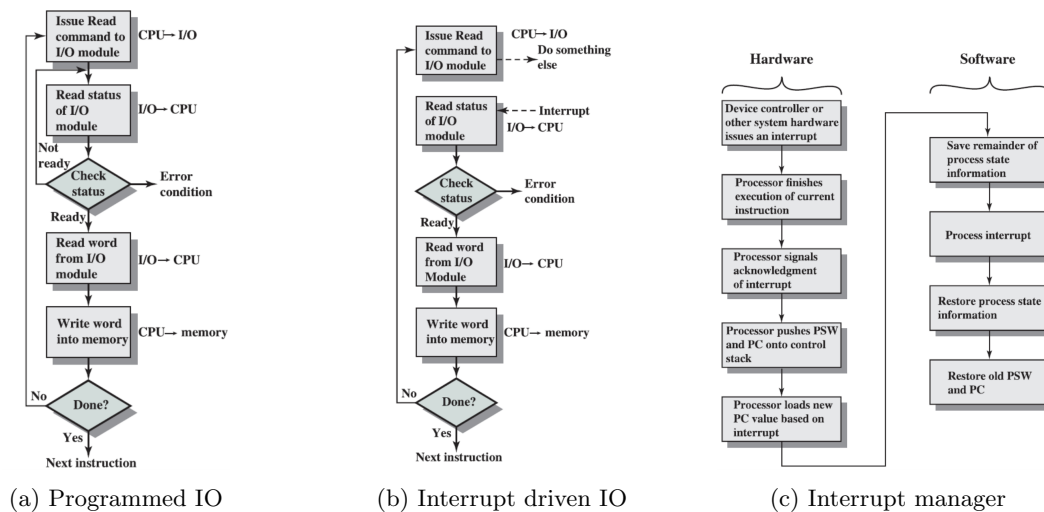 Issue Read
command to
I/O module
CPU→I/O
Read status
of I/O
module
I/O→CPU
Not
ready
Check
status
Error
condition
Ready
Read word
from I/O
module
I/O→CPU
Write word
into memory
CPU→memory
No
Done?
Yes
Next instruction
(a) Programmed IO
Issue Read
command to
I/O module
CPU→I/O
Do something
else
Read status
of I/O
module
Interrupt
I/O→CPU
Check
status
Error
condition
Ready
Read word
from I/O
Module
I/O→CPU
Write word
into memory
CPU→memory
No
Done?
Yes
Next instruction
(b) Interrupt driven IO
Hardware
Device controller or
other system hardware
issues an interrupt
Processor finishes
execution of current
instruction
Processor signals
acknowledgment
of interrupt
Processor pushes PSW
and PC onto control
stack
Processor loads new
PC value based on
interrupt
Software
Save remainder of
process state
information
Process interrupt
Restore process state
information
Restore old PSW
and PC
(c) Interrupt manager